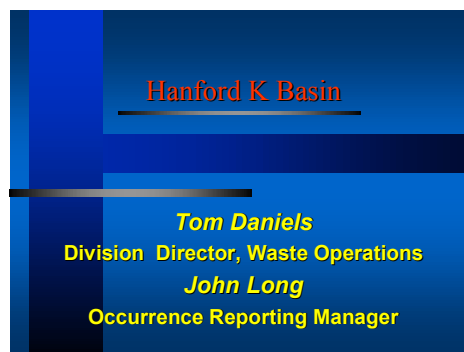 Hanford K Basin
Tom Daniels
Division Director, Waste Operations
John Long
Occurrence Reporting Manager